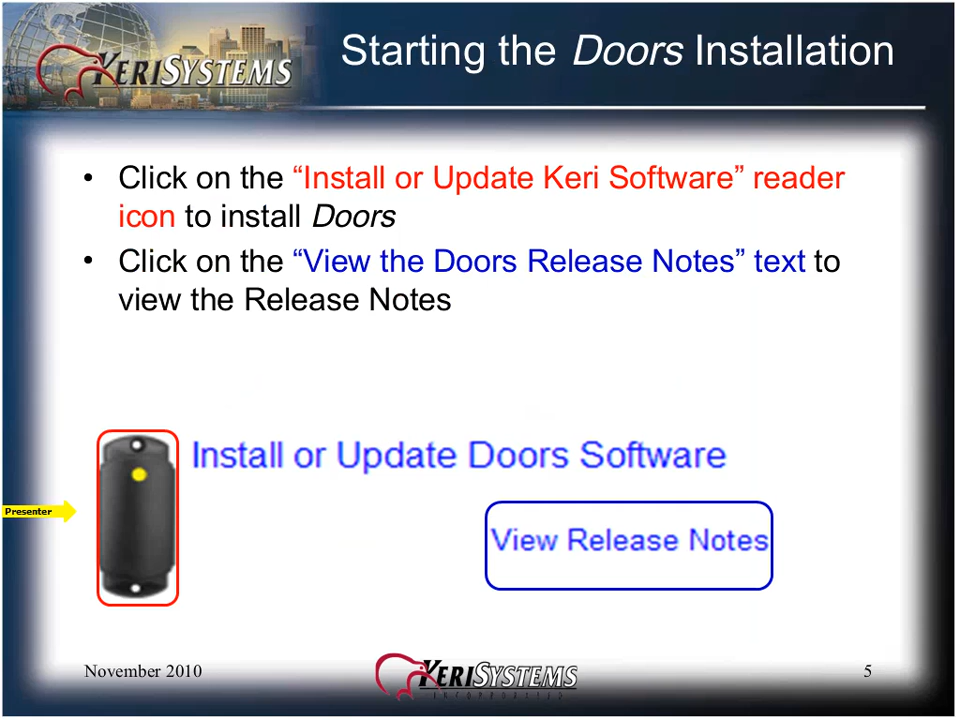 KERISYSTEMS
Starting the Doors Installation
• Click on the “Install or Update Keri Software” reader
icon to install Doors
• Click on the “View the Doors Release Notes” text to
view the Release Notes
Install or Update Doors Software
Presenter
View Release Notes
November 2010
KERISYSTEMS
INCORPORATED
5